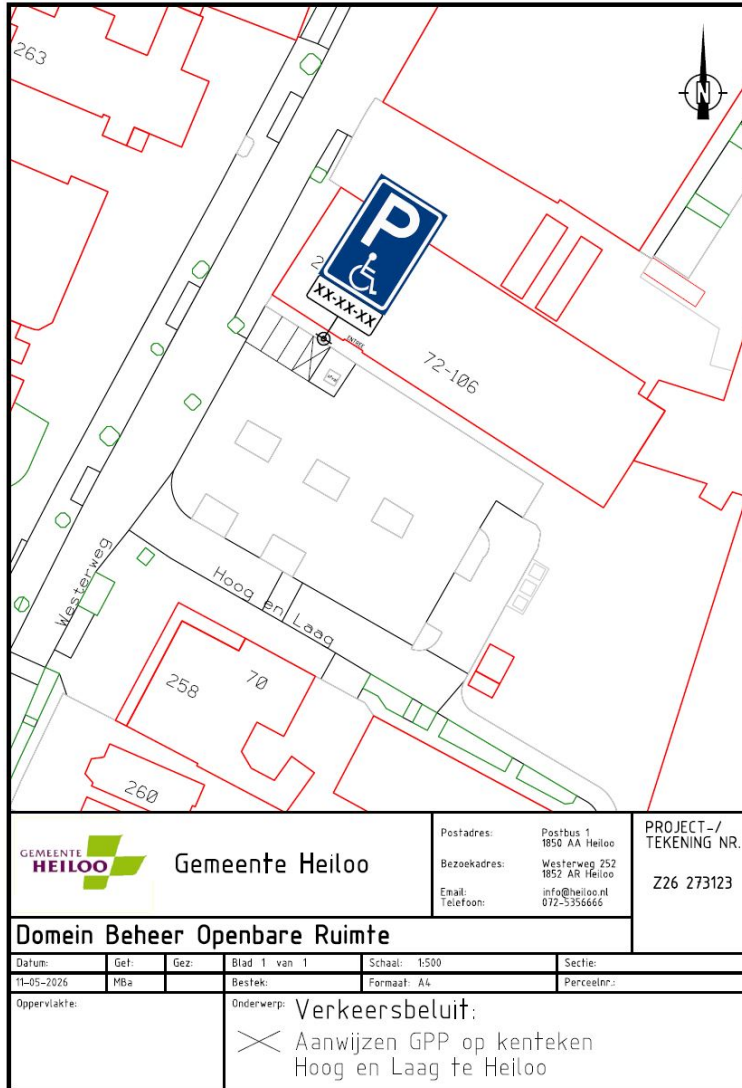 263
N
P
XX-XX-XX
72-106
Westerweg
Hoog en Laag
258
70
260
GEMEENTE
HEILOO
Gemeente Heiloo
Postadres: Postbus 1
1850 AA Heiloo
Bezoekadres: Westerweg 252
1852 AR Heiloo
Email: info@heiloo.nl
Telefoon: 072-5356666
PROJECT-/
TEKENING NR.
Z26 273123
Domein Beheer Openbare Ruimte
Datum: Get: Gez: Blad 1 van 1 Schaal: 1:500 Sectie:
11-05-2026 MBa Bestek: Formaat: A4 Perceelnr.:
Oppervlakte: Onderwerp: Verkeersbeluit:
Aanwijzen GPP op kenteken
Hoog en Laag te Heiloo